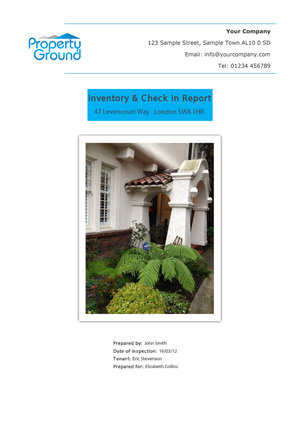 Property
Ground
Your Company
123 Sample Street, Sample Town AL10 0 SD
Email: info@yourcompany.com
Tel: 01234 456789
Inventory & Check In Report
47 Levencourt Way London SW8 1HR
Prepared by: John Smith
Date of Inspection: 16/03/12
Tenant: Eric Stevenson
Prepared for: Elizabeth Collins